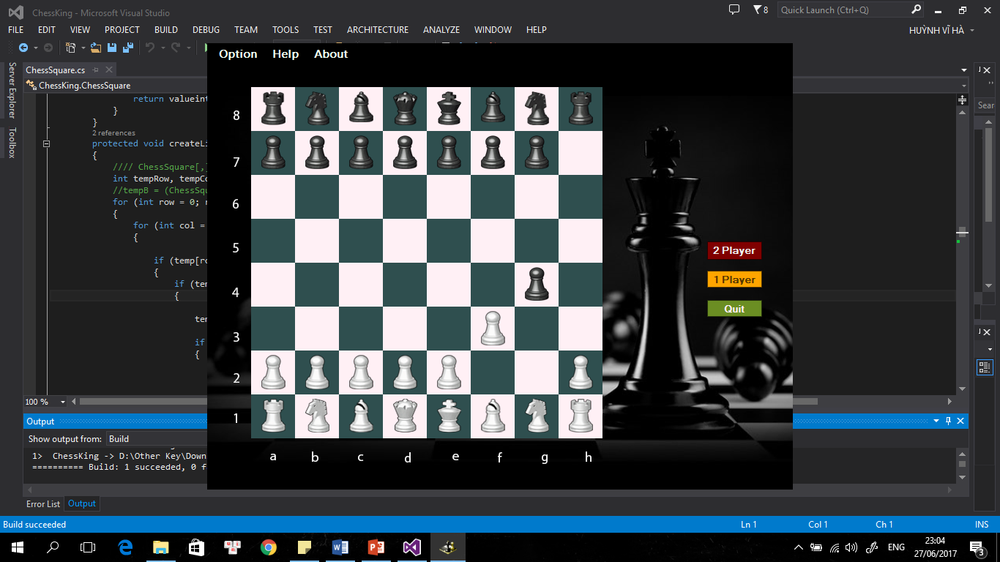 ChessKing - Microsoft Visual Studio
8
Quick Launch (Ctrl+Q)
FILE EDIT VIEW PROJECT BUILD DEBUG TEAM TOOLS TEST ARCHITECTURE ANALYZE WINDOW HELP
HUỲNH VĨ HÀ
Option Help About
Server Explorer
Toolbox
ChessSquare.cs
ChessKing.ChessSquare
return valueint
}
}
2 references
protected void createLi
{
//// ChessSquare[,]
int tempRow, tempCo
//tempB = (ChessSqu
for (int row = 0; r
{
for (int col =
{
if (temp[ro
{
if (tem
{
tem
if
{
8
7
6
5
4
3
2
1
a b c d e f g h
2 Player
1 Player
Quit
Sear
100 %
Output
Show output from: Build
1> ChessKing -> D:\Other Key\Down
========== Build: 1 succeeded, 0 f
Error List Output
Build succeeded
Ln 1 Col 1 Ch 1 INS
ENG
23:04
27/06/2017
3